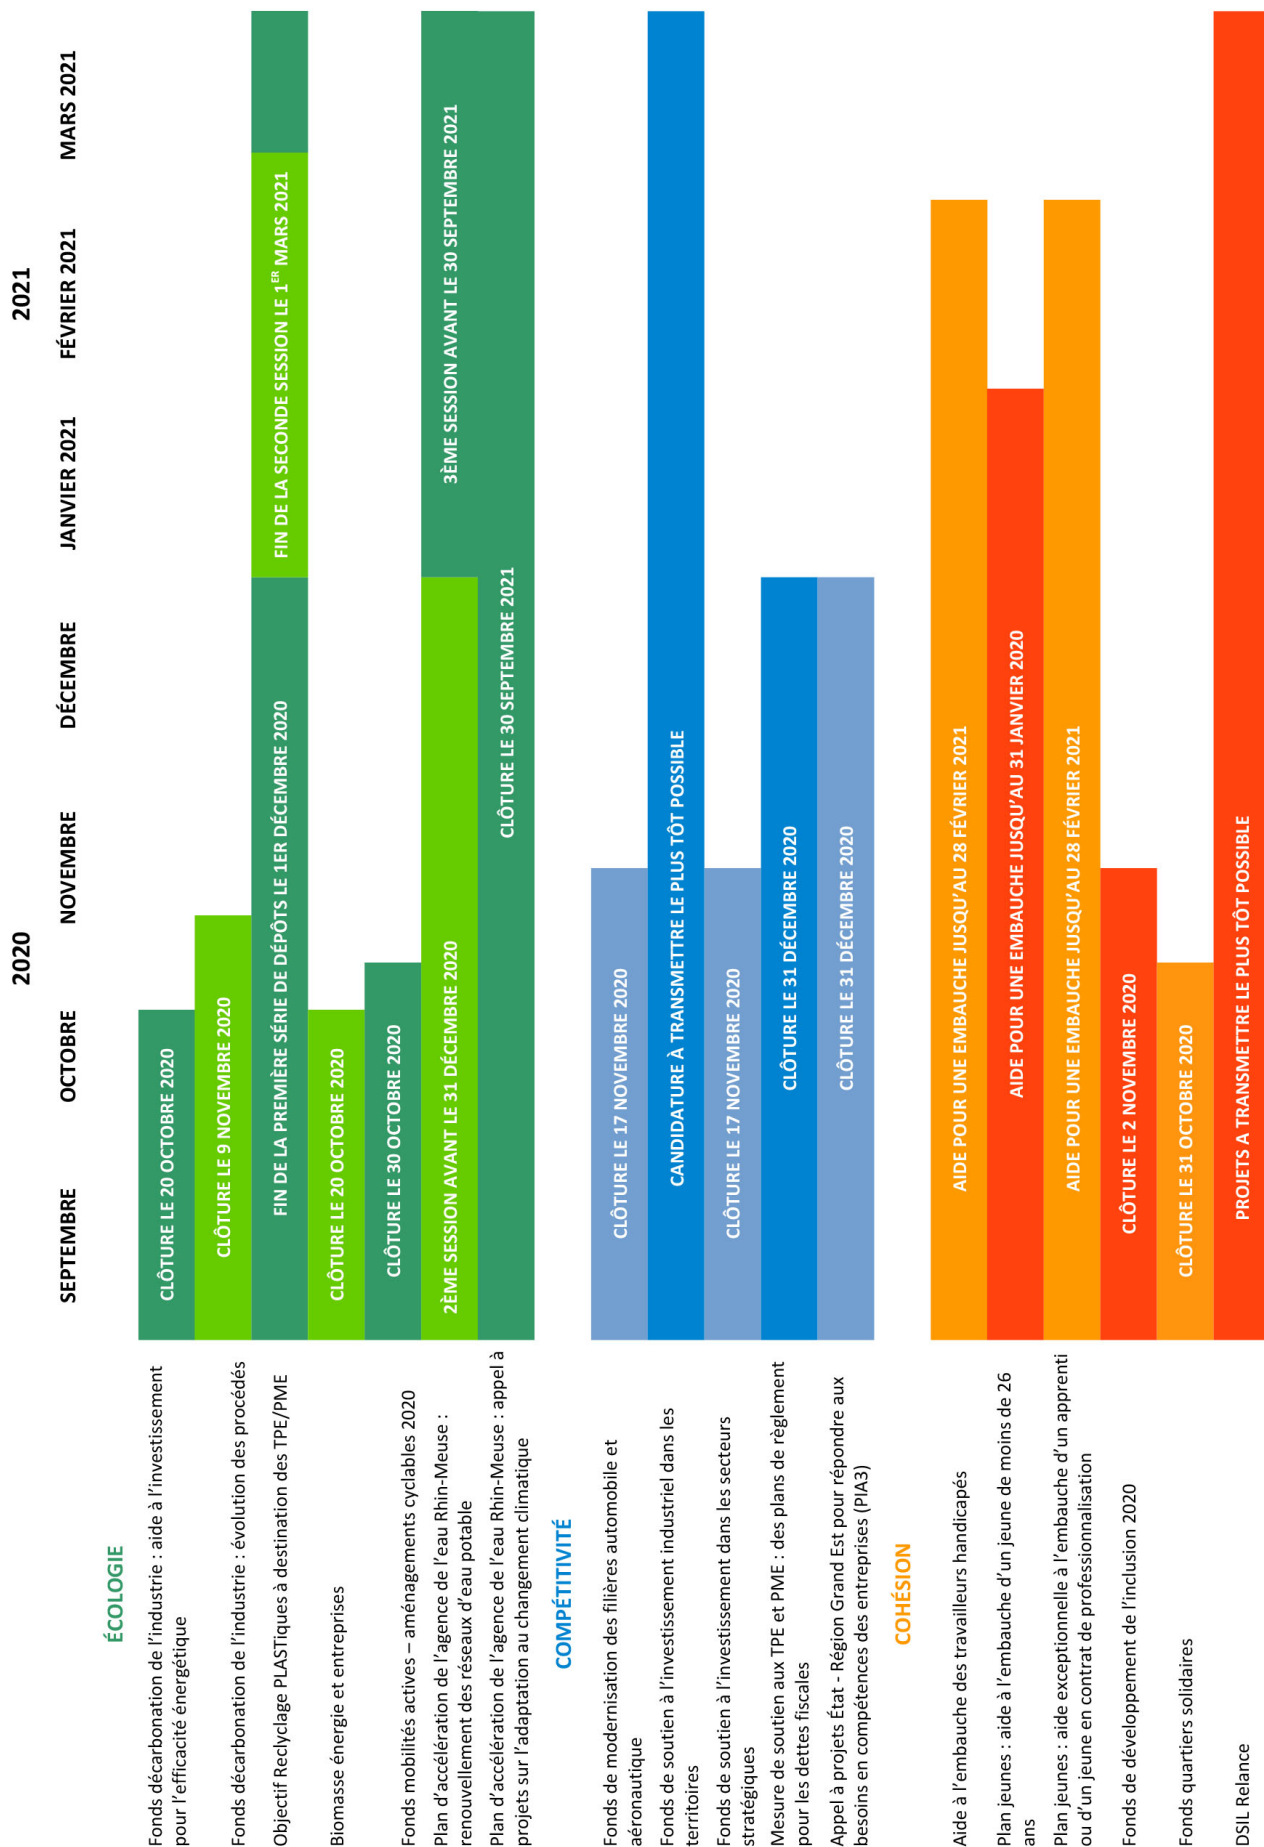 2020
2021
SEPTEMBRE
OCTOBRE
NOVEMBRE
DÉCEMBRE
JANVIER 2021
FÉVRIER 2021
MARS 2021
ÉCOLOGIE
Fonds décarbonation de l'industrie : aide à l'investissement
pour l'efficacité énergétique
CLÔTURE LE 20 OCTOBRE 2020
Fonds décarbonation de l'industrie : évolution des procédés
CLÔTURE LE 9 NOVEMBRE 2020
Objectif Reclyclage PLASTiques à destination des TPE/PME
FIN DE LA PREMIÈRE SÉRIE DE DÉPÔTS LE 1ER DÉCEMBRE 2020
FIN DE LA SECONDE SESSION LE 1ER MARS 2021
Biomasse énergie et entreprises
CLÔTURE LE 20 OCTOBRE 2020
Fonds mobilités actives – aménagements cyclables 2020
CLÔTURE LE 30 OCTOBRE 2020
Plan d'accélération de l'agence de l'eau Rhin-Meuse :
renouvellement des réseaux d'eau potable
2ÈME SESSION AVANT LE 31 DÉCEMBRE 2020
3ÈME SESSION AVANT LE 30 SEPTEMBRE 2021
Plan d'accélération de l'agence de l'eau Rhin-Meuse : appel à
projets sur l'adaptation au changement climatique
CLÔTURE LE 30 SEPTEMBRE 2021
COMPÉTITIVITÉ
Fonds de modernisation des filières automobile et
aéronautique
CLÔTURE LE 17 NOVEMBRE 2020
Fonds de soutien à l'investissement industriel dans les
territoires
CANDIDATURE À TRANSMETTRE LE PLUS TÔT POSSIBLE
Fonds de soutien à l'investissement dans les secteurs
stratégiques
CLÔTURE LE 17 NOVEMBRE 2020
Mesure de soutien aux TPE et PME : des plans de règlement
pour les dettes fiscales
CLÔTURE LE 31 DÉCEMBRE 2020
Appel à projets État - Région Grand Est pour répondre aux
besoins en compétences des entreprises (PIA3)
CLÔTURE LE 31 DÉCEMBRE 2020
COHÉSION
Aide à l'embauche des travailleurs handicapés
AIDE POUR UNE EMBAUCHE JUSQU'AU 28 FÉVRIER 2021
Plan jeunes : aide à l'embauche d'un jeune de moins de 26
ans
AIDE POUR UNE EMBAUCHE JUSQU'AU 31 JANVIER 2020
Plan jeunes : aide exceptionnelle à l'embauche d'un apprenti
ou d'un jeune en contrat de professionnalisation
AIDE POUR UNE EMBAUCHE JUSQU'AU 28 FÉVRIER 2021
Fonds de développement de l'inclusion 2020
CLÔTURE LE 2 NOVEMBRE 2020
Fonds quartiers solidaires
CLÔTURE LE 31 OCTOBRE 2020
DSIL Relance
PROJETS A TRANSMETTRE LE PLUS TÔT POSSIBLE